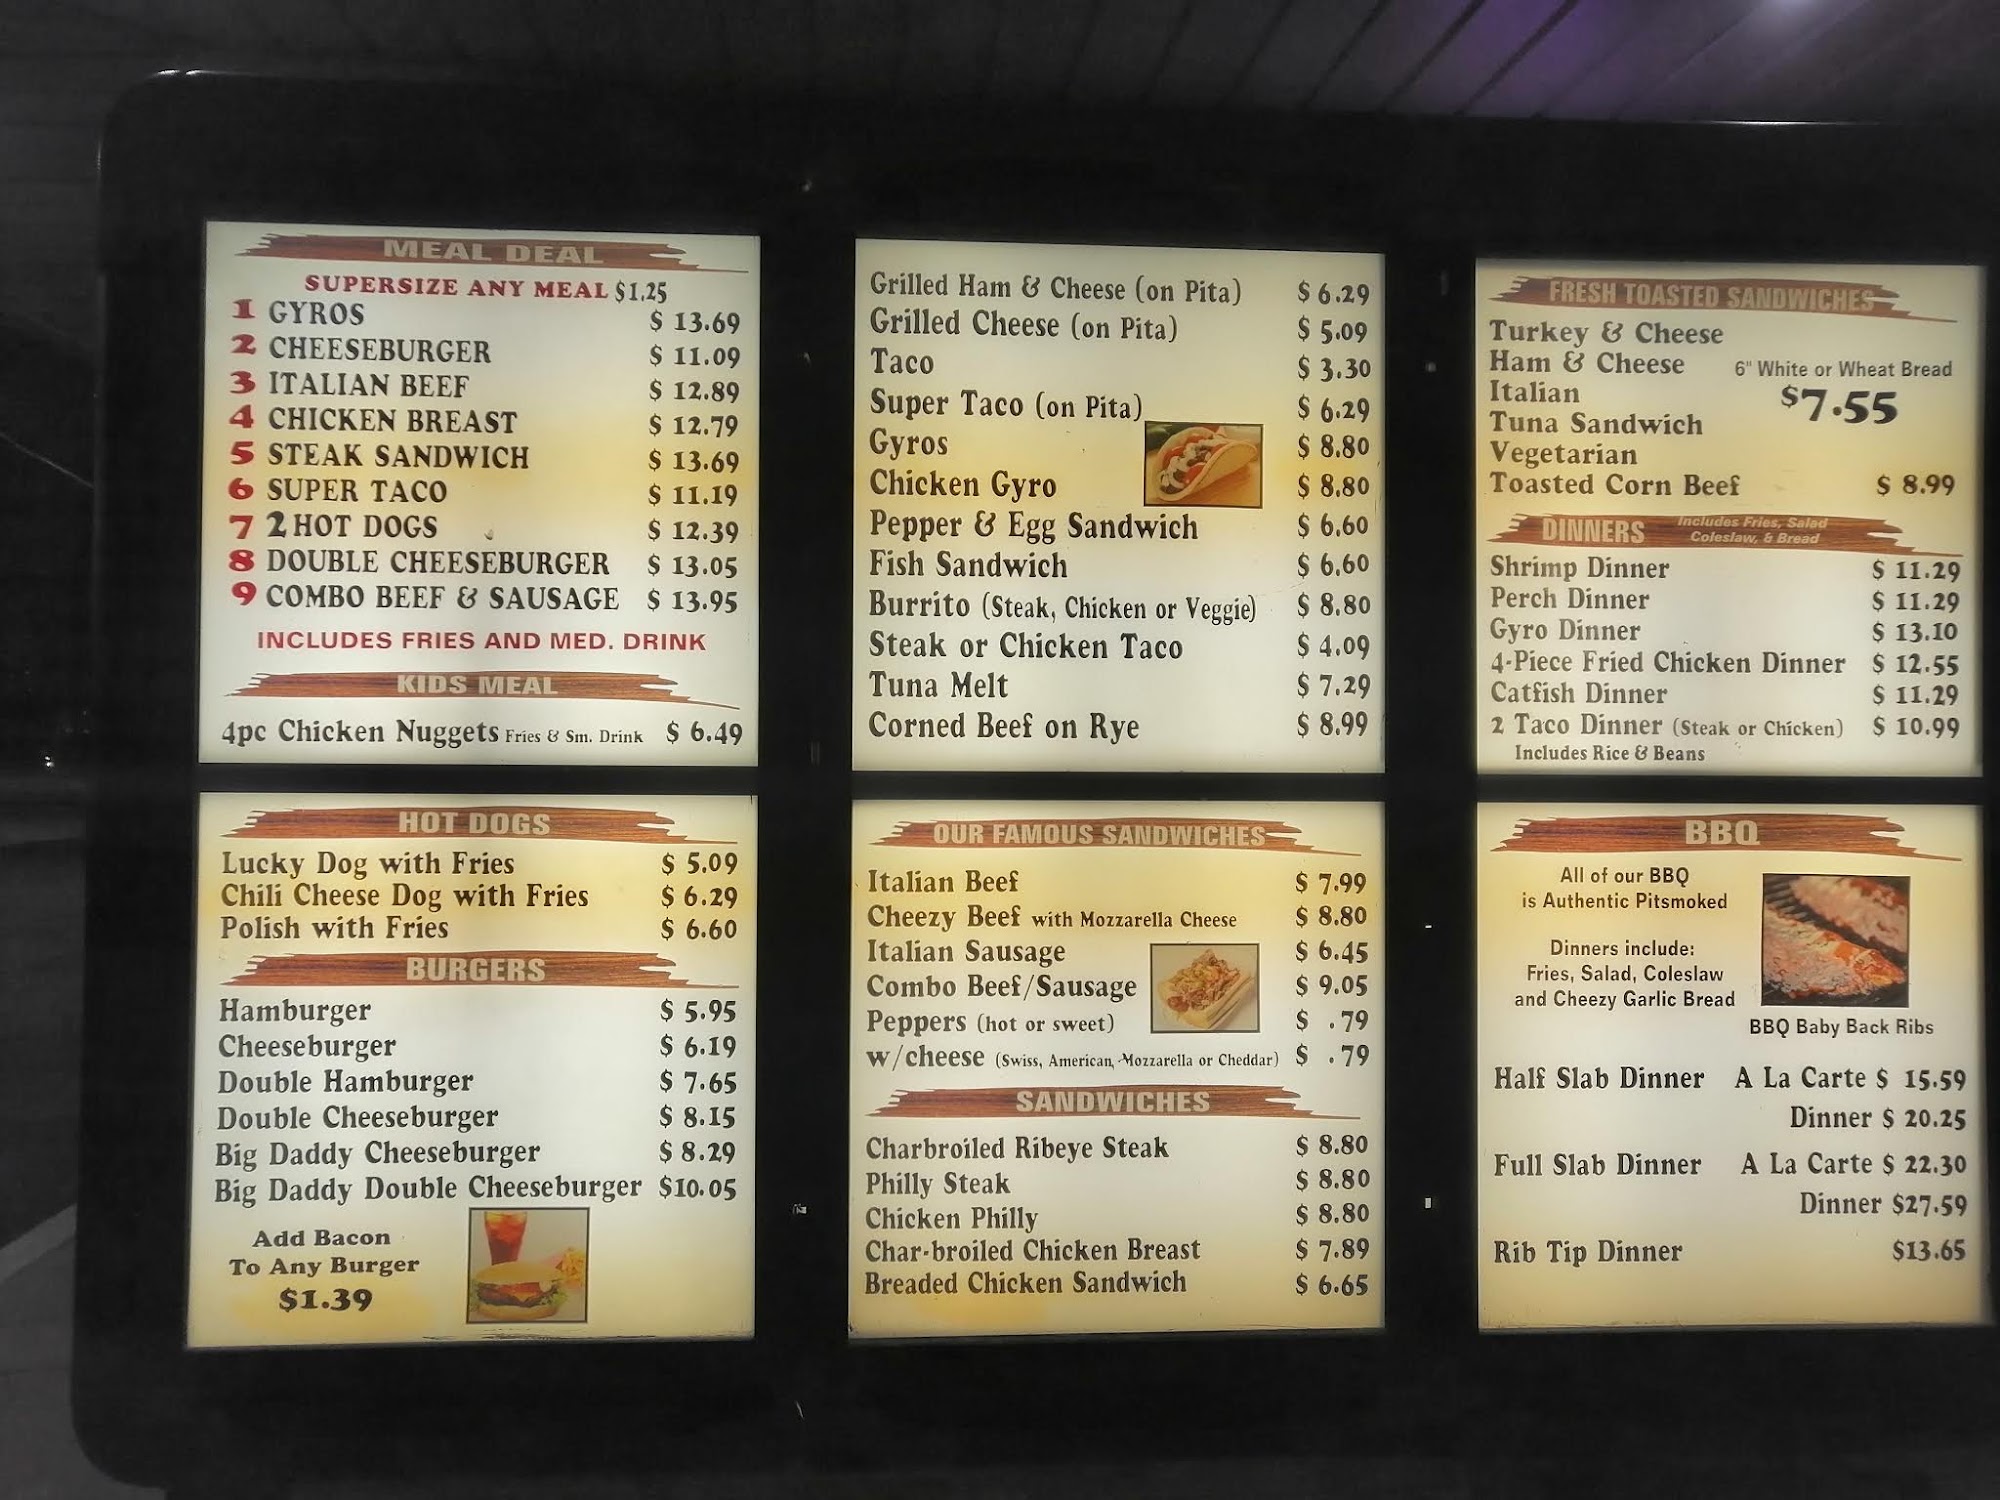 MEAL DEAL
SUPERSIZE ANY MEAL $1.25
1 GYROS $ 13.69
2 CHEESEBURGER $ 11.09
3 ITALIAN BEEF $ 12.89
4 CHICKEN BREAST $ 12.79
5 STEAK SANDWICH $ 13.69
6 SUPER TACO $ 11.19
7 2 HOT DOGS $ 12.39
8 DOUBLE CHEESEBURGER $ 13.05
9 COMBO BEEF & SAUSAGE $ 13.95
INCLUDES FRIES AND MED. DRINK
KIDS MEAL
4pc Chicken Nuggets Fries & Sm. Drink $ 6.49
HOT DOGS
Lucky Dog with Fries $ 5.09
Chili Cheese Dog with Fries $ 6.29
Polish with Fries $ 6.60
BURGERS
Hamburger $ 5.95
Cheeseburger $ 6.19
Double Hamburger $ 7.65
Double Cheeseburger $ 8.15
Big Daddy Cheeseburger $ 8.29
Big Daddy Double Cheeseburger $10.05
Add Bacon
To Any Burger
$1.39
Grilled Ham & Cheese (on Pita) $ 6.29
Grilled Cheese (on Pita) $ 5.09
Taco $ 3.30
Super Taco (on Pita) $ 6.29
Gyros $ 8.80
Chicken Gyro $ 8.80
Pepper & Egg Sandwich $ 6.60
Fish Sandwich $ 6.60
Burrito (Steak, Chicken or Veggie) $ 8.80
Steak or Chicken Taco $ 4.09
Tuna Melt $ 7.29
Corned Beef on Rye $ 8.99
OUR FAMOUS SANDWICHES
Italian Beef $ 7.99
Cheezy Beef with Mozzarella Cheese $ 8.80
Italian Sausage $ 6.45
Combo Beef/Sausage $ 9.05
Peppers (hot or sweet) $ .79
w/cheese (Swiss, American, Mozzarella or Cheddar) $ .79
SANDWICHES
Charbroiled Ribeye Steak $ 8.80
Philly Steak $ 8.80
Chicken Philly $ 8.80
Char-broiled Chicken Breast $ 7.89
Breaded Chicken Sandwich $ 6.65
FRESH TOASTED SANDWICHES
Turkey & Cheese
Ham & Cheese 6" White or Wheat Bread
Italian $7.55
Tuna Sandwich
Vegetarian
Toasted Corn Beef $ 8.99
DINNERS Includes Fries, Salad
Coleslaw, & Bread
Shrimp Dinner $ 11.29
Perch Dinner $ 11.29
Gyro Dinner $ 13.10
4-Piece Fried Chicken Dinner $ 12.55
Catfish Dinner $ 11.29
2 Taco Dinner (Steak or Chicken) $ 10.99
Includes Rice & Beans
BBQ
All of our BBQ
is Authentic Pitsmoked
Dinners include:
Fries, Salad, Coleslaw
and Cheezy Garlic Bread
BBQ Baby Back Ribs
Half Slab Dinner A La Carte $ 15.59
Dinner $ 20.25
Full Slab Dinner A La Carte $ 22.30
Dinner $27.59
Rib Tip Dinner $13.65